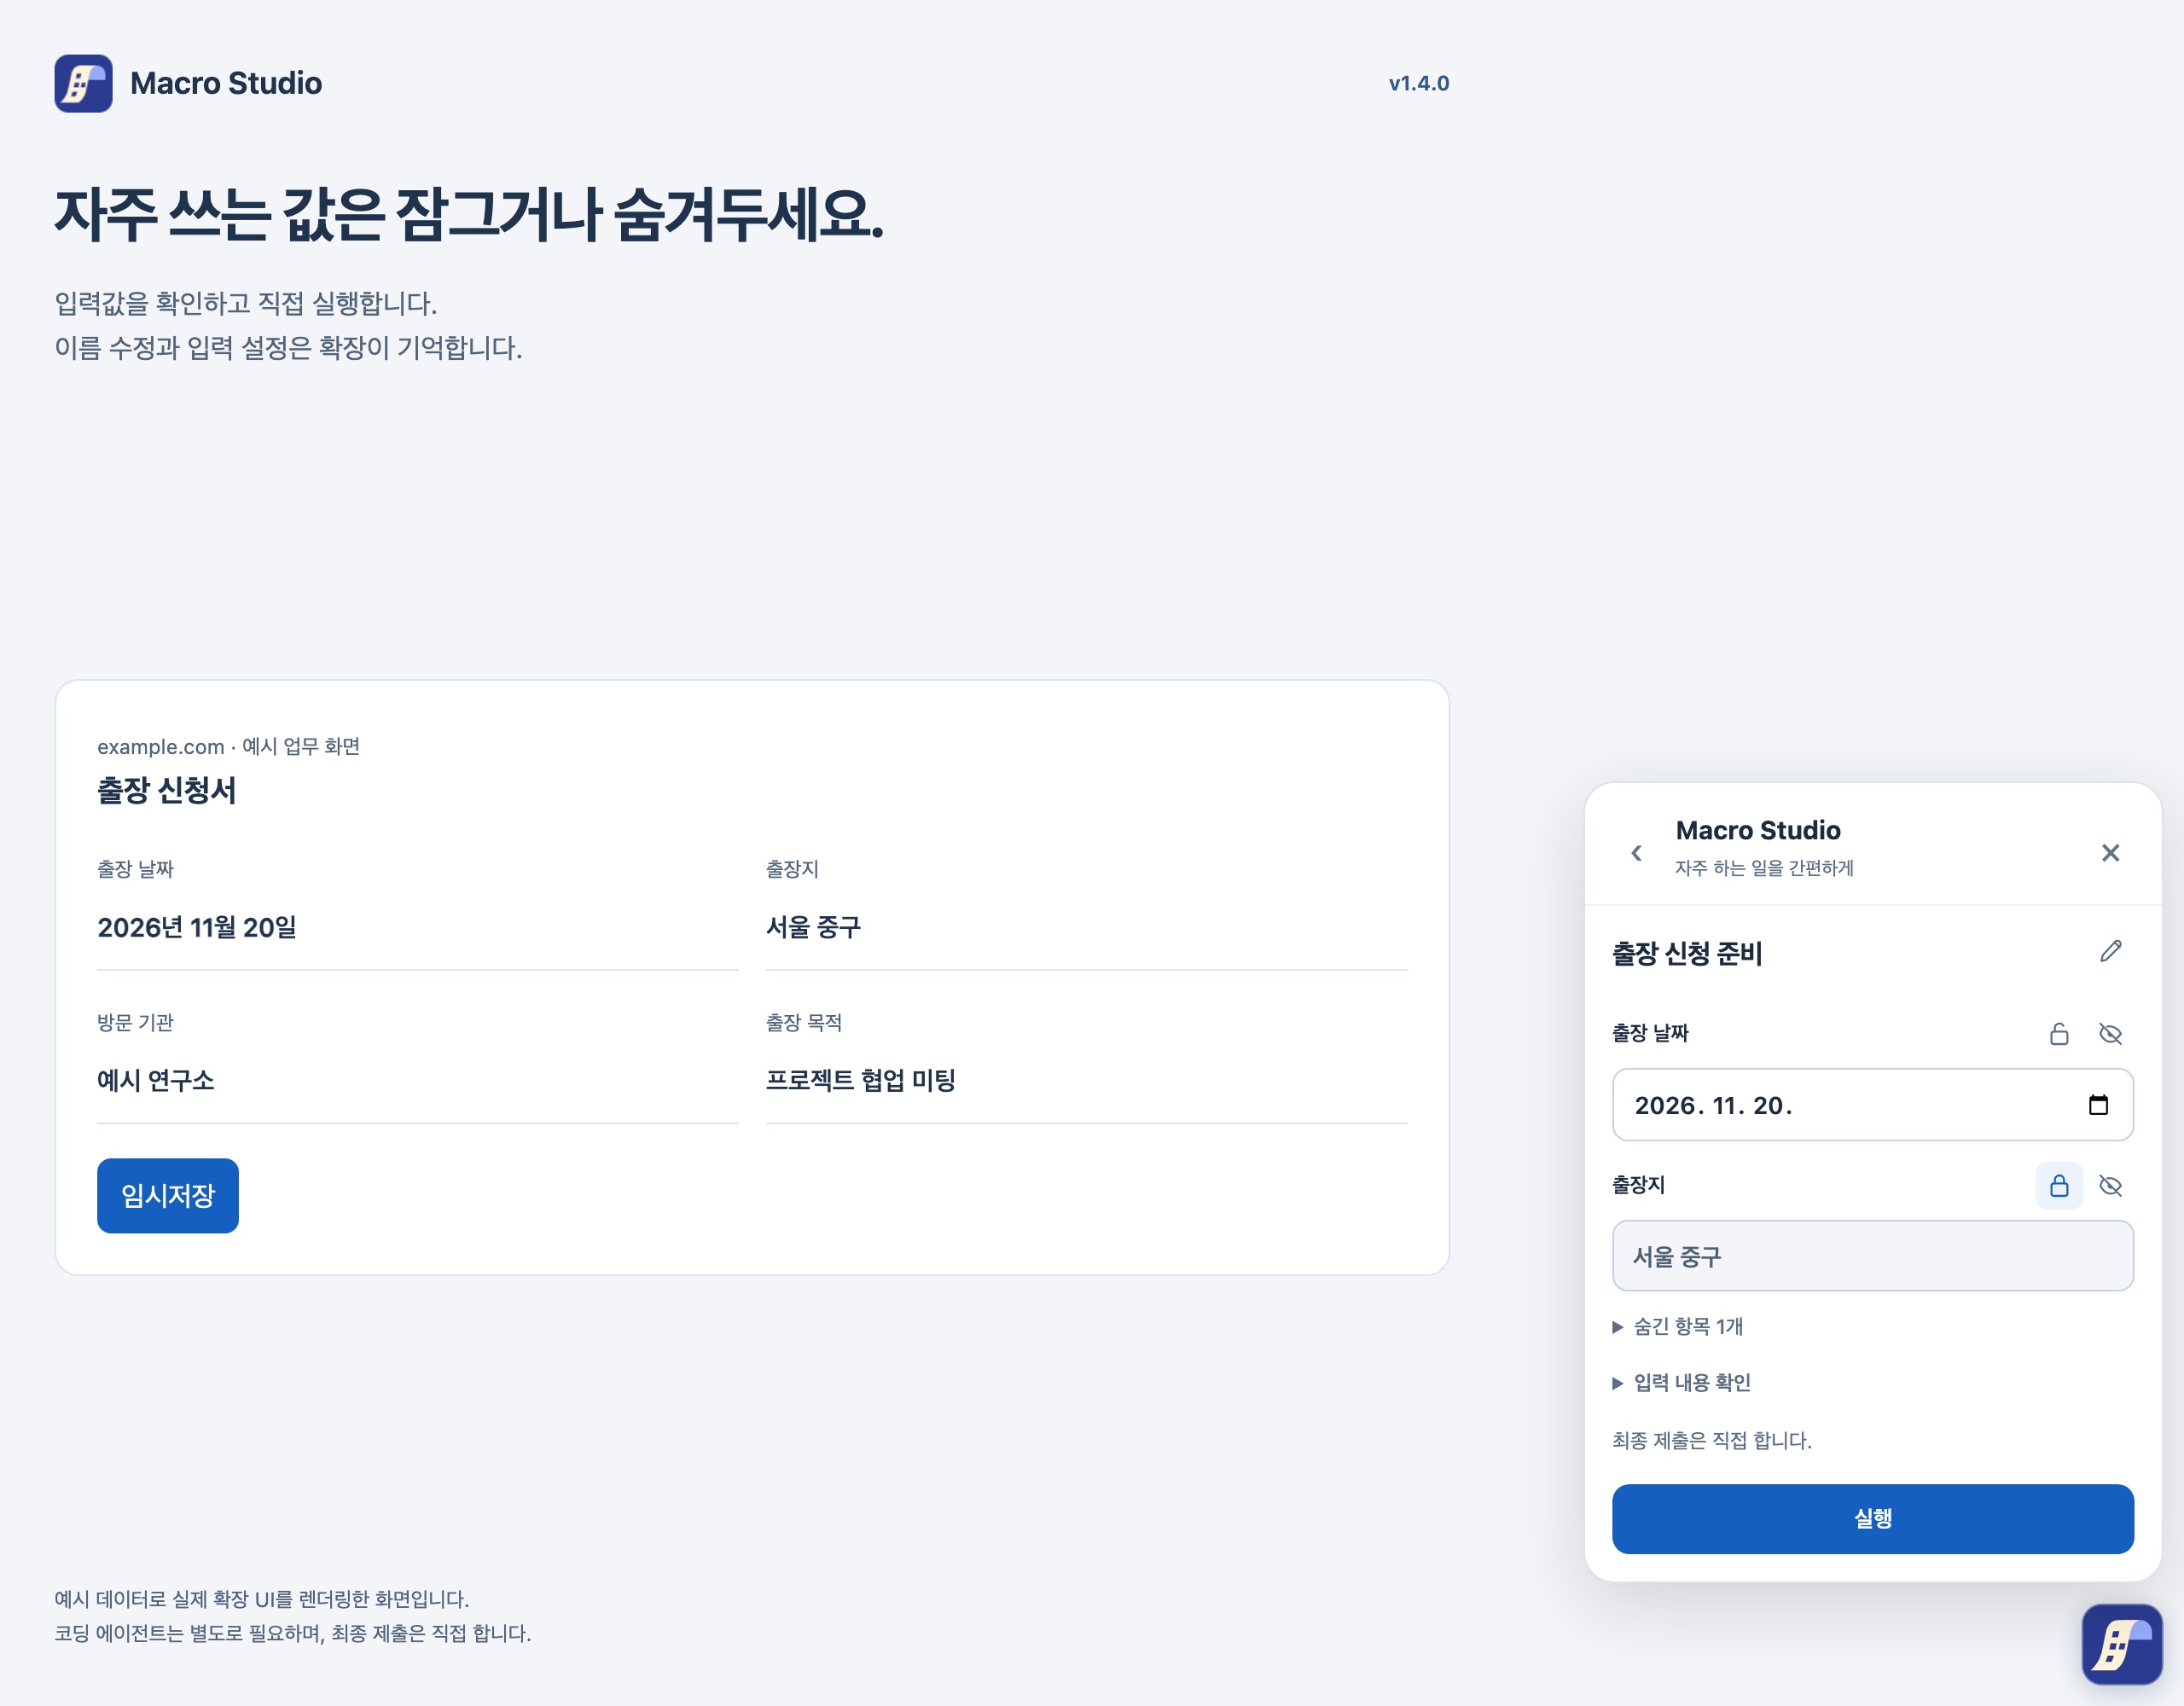 Macro Studio
v1.4.0
자주 쓰는 값은 잠그거나 숨겨두세요.
입력값을 확인하고 직접 실행합니다.
이름 수정과 입력 설정은 확장이 기억합니다.
example.com · 예시 업무 화면
출장 신청서
출장 날짜
출장지
2026년 11월 20일
서울 중구
방문 기관
출장 목적
예시 연구소
프로젝트 협업 미팅
임시저장
Macro Studio
자주 하는 일을 간편하게
출장 신청 준비
출장 날짜
2026. 11. 20.
출장지
서울 중구
숨긴 항목 1개
입력 내용 확인
최종 제출은 직접 합니다.
실행
예시 데이터로 실제 확장 UI를 렌더링한 화면입니다.
코딩 에이전트는 별도로 필요하며, 최종 제출은 직접 합니다.